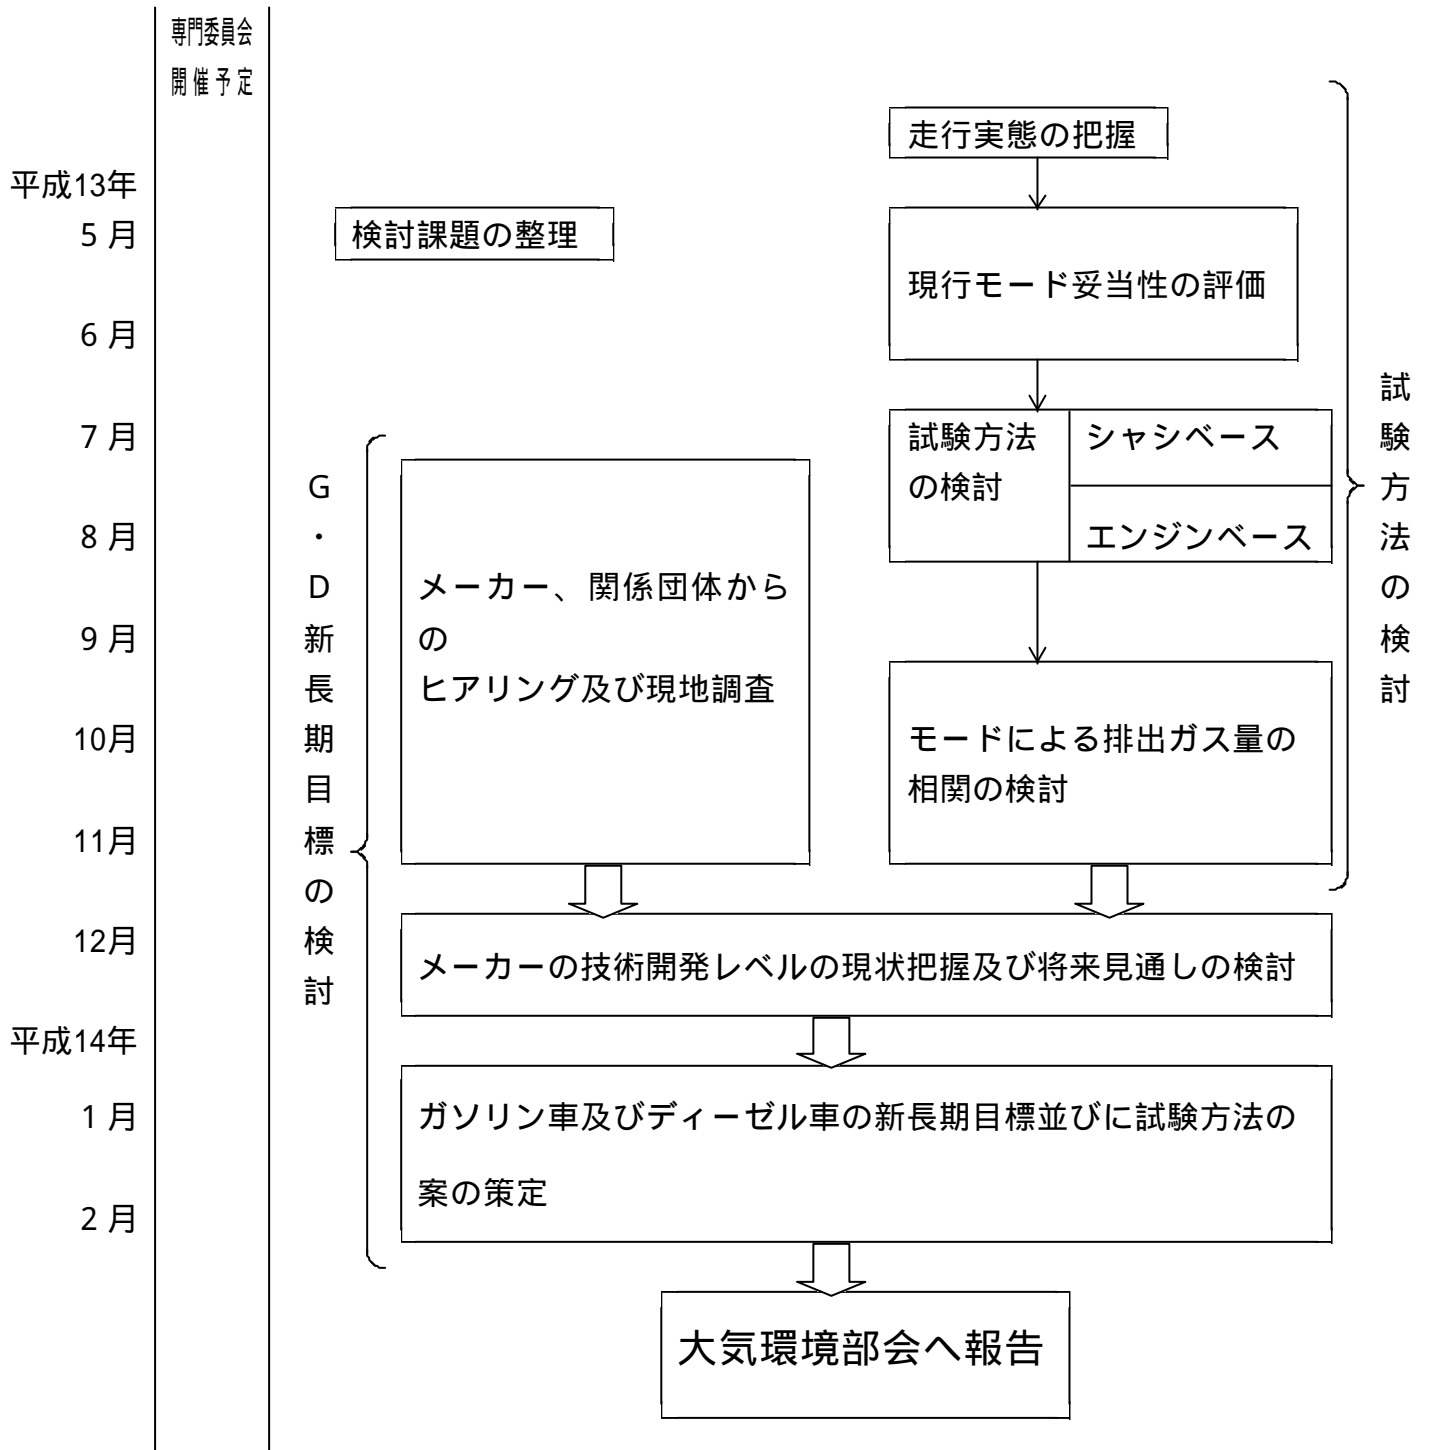 専門委員会
開催予定
平成13年
5月
6月
7月
8月
9月
10月
11月
12月
平成14年
1月
2月
検討課題の整理
走行実態の把握
現行モード妥当性の評価
試験方法
の検討
シャシベース
エンジンベース
モードによる排出ガス量の
相関の検討
試験方法の検討
G・D新長期目標の検討
メーカー、関係団体から
の
ヒアリング及び現地調査
メーカーの技術開発レベルの現状把握及び将来見通しの検討
ガソリン車及びディーゼル車の新長期目標並びに試験方法の
案の策定
大気環境部会へ報告